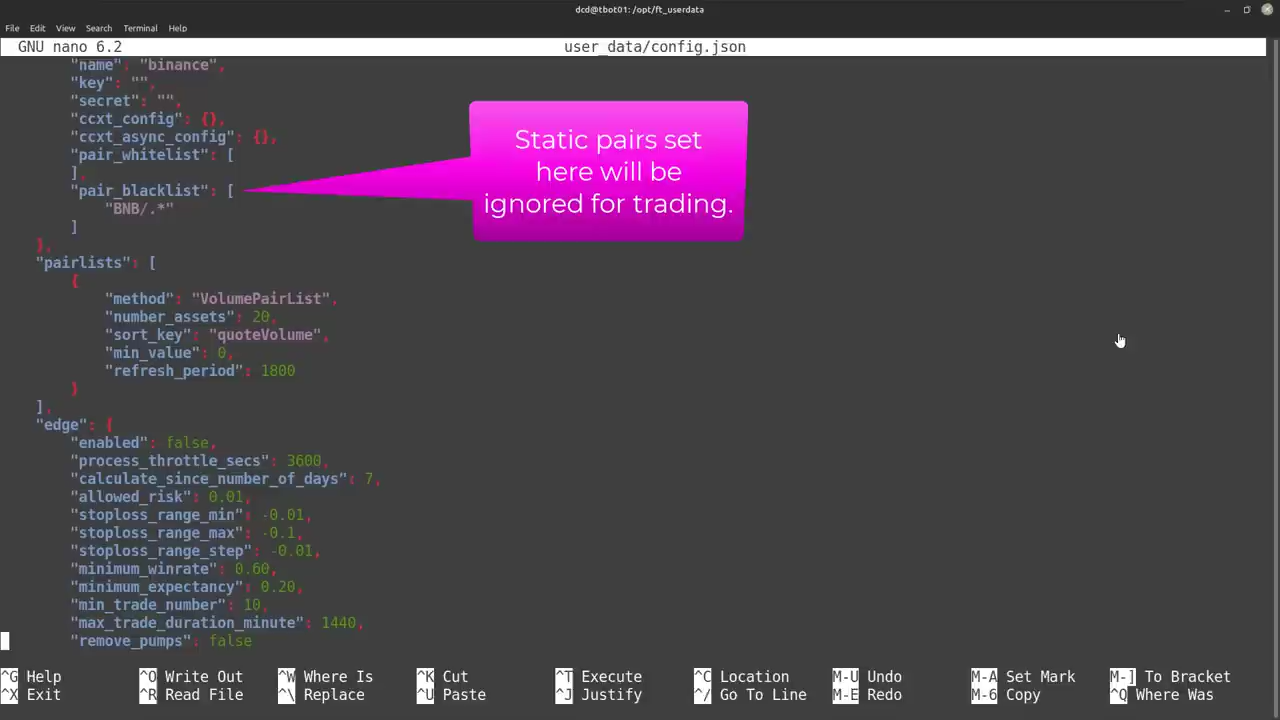 dcd@tbot01: /opt/ft_userdata
File Edit View Search Terminal Help
GNU nano 6.2 user_data/config.json
"name": "binance",
"key": "",
"secret": "",
"ccxt_config": {},
"ccxt_async_config": {},
"pair_whitelist": [
],
"pair_blacklist": [
"BNB/.*"
]
},
Static pairs set
here will be
ignored for trading.
"pairlists": [
{
"method": "VolumePairList",
"number_assets": 20,
"sort_key": "quoteVolume",
"min_value": 0,
"refresh_period": 1800
}
],
"edge": {
"enabled": false,
"process_throttle_secs": 3600,
"calculate_since_number_of_days": 7,
"allowed_risk": 0.01,
"stoploss_range_min": -0.01,
"stoploss_range_max": -0.1,
"stoploss_range_step": -0.01,
"minimum_winrate": 0.60,
"minimum_expectancy": 0.20,
"min_trade_number": 10,
"max_trade_duration_minute": 1440,
"remove_pumps": false
^G Help ^O Write Out ^W Where Is ^K Cut ^T Execute ^C Location M-U Undo M-A Set Mark M-] To Bracket
^X Exit ^R Read File ^\ Replace ^U Paste ^J Justify ^/ Go To Line M-E Redo M-6 Copy ^Q Where Was